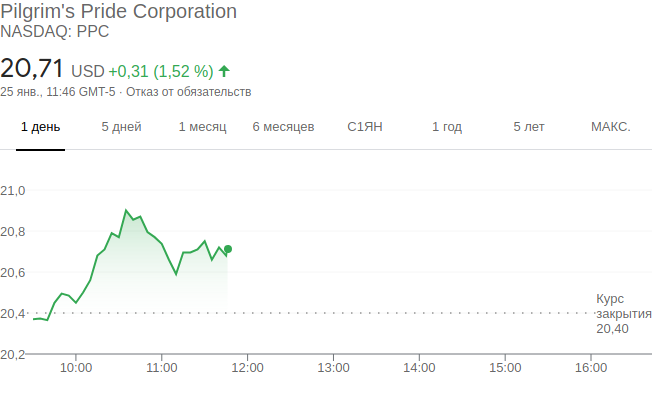 Pilgrim's Pride Corporation
NASDAQ: PPC
20,71 USD +0,31 (1,52 %)
25 янв., 11:46 GMT-5 · Отказ от обязательств
1 день 5 дней 1 месяц 6 месяцев С1ЯН 1 год 5 лет МАКС.
21,0
20,8
20,6
20,4
20,2
Курс
закрытия
20,40
10:00 11:00 12:00 13:00 14:00 15:00 16:00